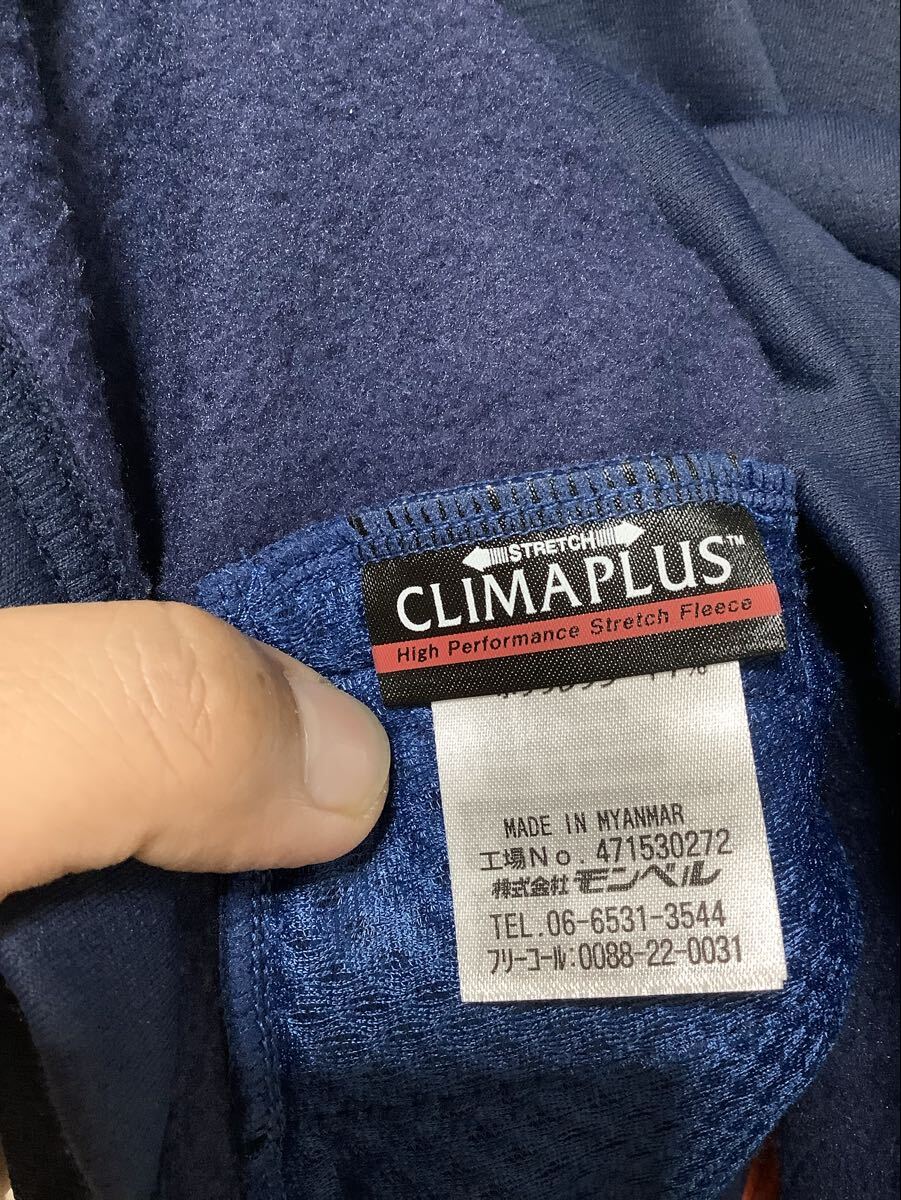 STRETCH
CLIMAPLUS™
High Performance Stretch Fleece
MADE IN MYANMAR
工場No.471530272
株式会社モンベル
TEL.06-6531-3544
フリーコール:0088-22-0031